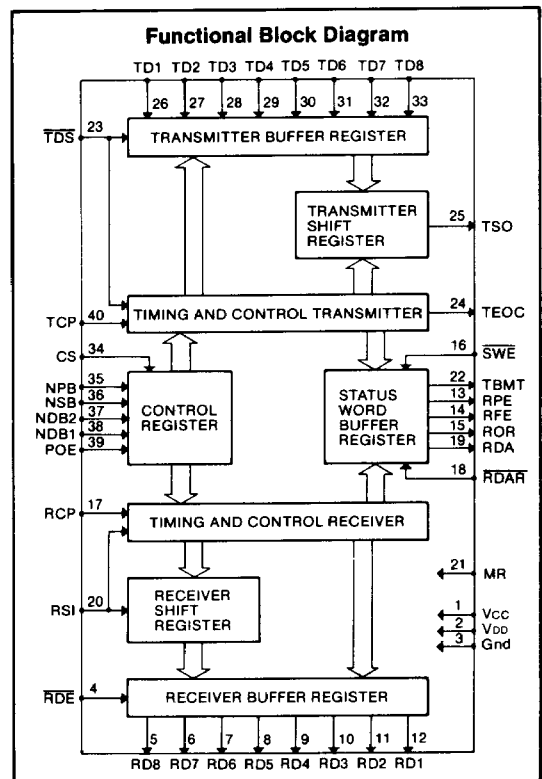 Functional Block Diagram
TD1 TD2 TD3 TD4 TD5 TD6 TD7 TD8
26 27 28 29 30 31 32 33
TDS 23
TRANSMITTER BUFFER REGISTER
TRANSMITTER
SHIFT
REGISTER
25 TSO
TIMING AND CONTROL TRANSMITTER
24 TEOC
TCP 40
CS 34
NPB 35
NSB 36
NDB2 37
NDB1 38
POE 39
CONTROL
REGISTER
STATUS
WORD
BUFFER
REGISTER
16 SWE
22 TBMT
13 RPE
14 RFE
15 ROR
19 RDA
18 RDAR
RCP 17
TIMING AND CONTROL RECEIVER
21 MR
RSI 20
RECEIVER
SHIFT
REGISTER
1 VCC
2 VDD
3 Gnd
RDE 4
RECEIVER BUFFER REGISTER
5 6 7 8 9 10 11 12
RD8 RD7 RD6 RD5 RD4 RD3 RD2 RD1